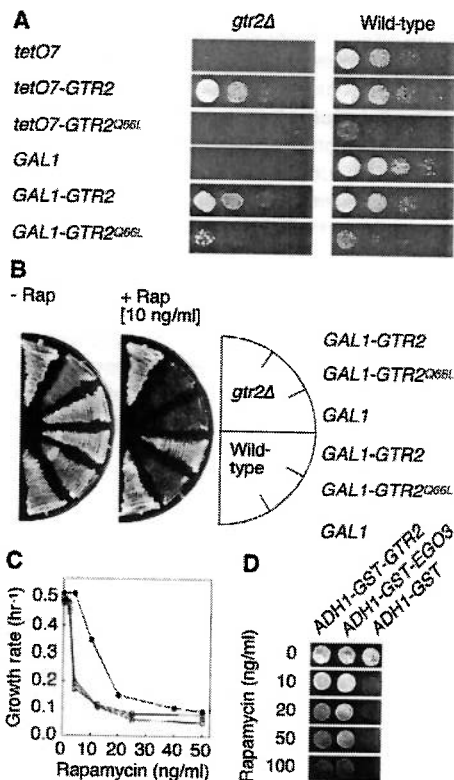 A
gtr2Δ Wild-type
tetO7
tetO7-GTR2
tetO7-GTR2Q66L
GAL1
GAL1-GTR2
GAL1-GTR2Q66L
B
- Rap
+ Rap
[10 ng/ml]
gtr2Δ
Wild-
type
GAL1-GTR2
GAL1-GTR2Q66L
GAL1
GAL1-GTR2
GAL1-GTR2Q66L
GAL1
C
Growth rate (hr-1)
0.5
0.4
0.3
0.2
0.1
0.0
0 10 20 30 40 50
Rapamycin (ng/ml)
D
ADH1-GST-GTR2
ADH1-GST-EGO3
ADH1-GST
Rapamycin (ng/ml)
0
10
20
50
100